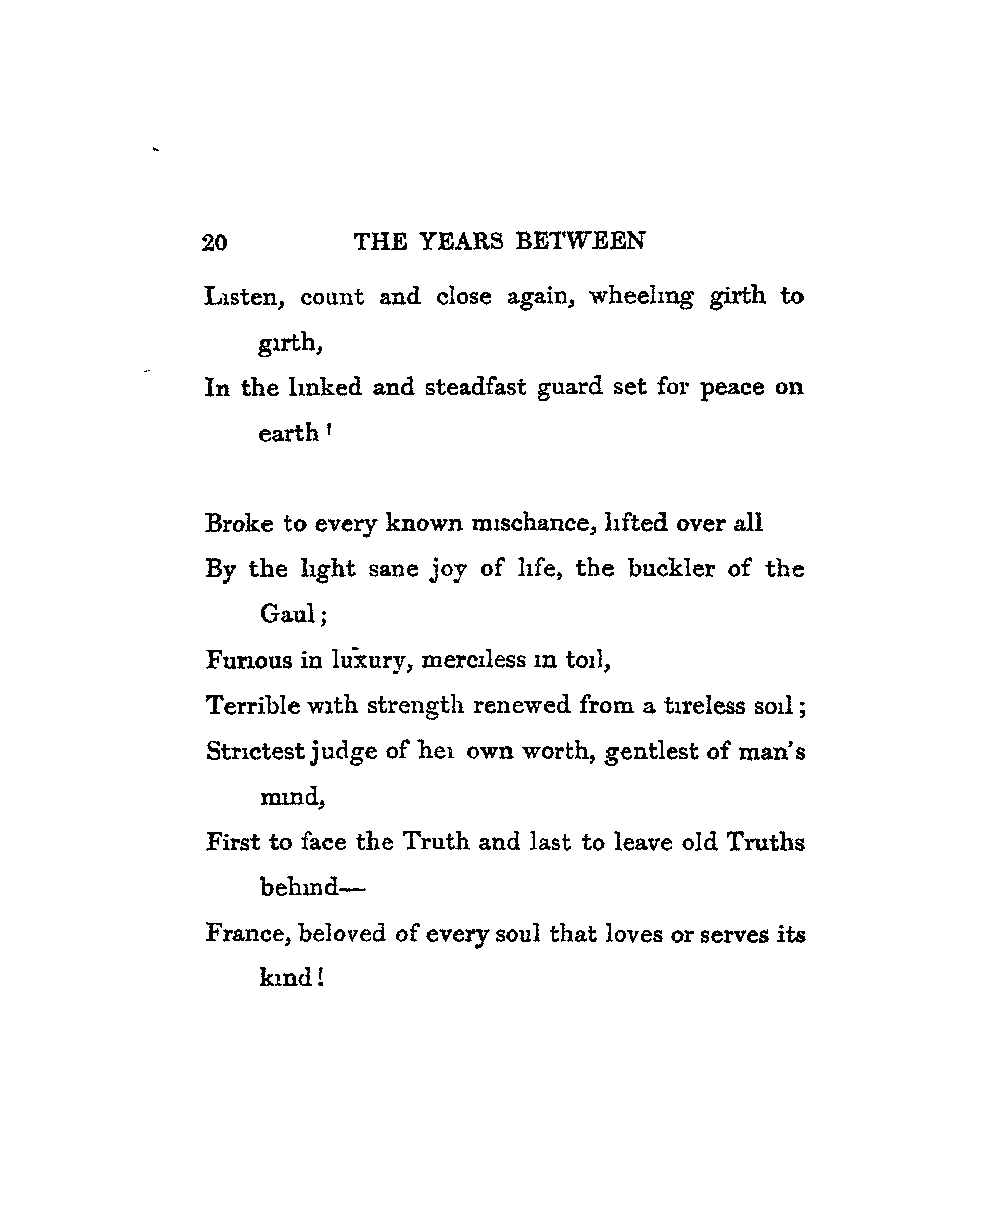 20 THE YEARS BETWEEN
Listen, count and close again, wheeling girth to
girth,
In the linked and steadfast guard set for peace on
earth!
Broke to every known mischance, lifted over all
By the light sane joy of life, the buckler of the
Gaul;
Furious in luxury, merciless in toil,
Terrible with strength renewed from a tireless soil;
Strictest judge of her own worth, gentlest of man's
mind,
First to face the Truth and last to leave old Truths
behind—
France, beloved of every soul that loves or serves its
kind!